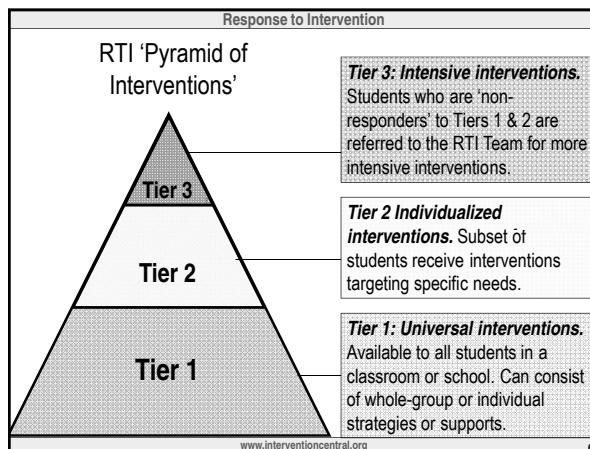 Response to Intervention
RTI ‘Pyramid of
Interventions’
Tier 3: Intensive interventions.
Students who are ‘non-
responders’ to Tiers 1 & 2 are
referred to the RTI Team for more
intensive interventions.
Tier 3
Tier 2 Individualized
interventions. Subset of
students receive interventions
targeting specific needs.
Tier 2
Tier 1: Universal interventions.
Available to all students in a
classroom or school. Can consist
of whole-group or individual
strategies or supports.
Tier 1
www.interventioncentral.org